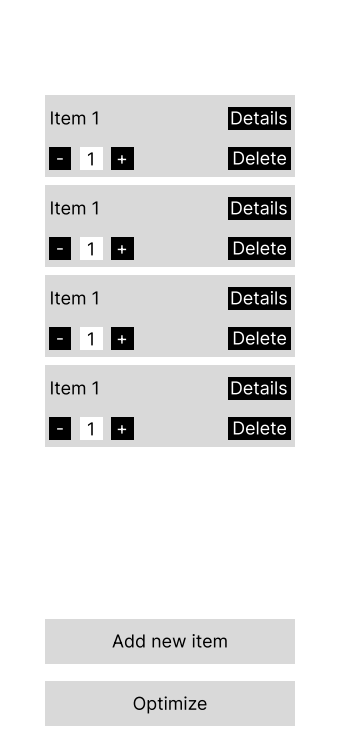 Item 1 Details
- 1 + Delete
Item 1 Details
- 1 + Delete
Item 1 Details
- 1 + Delete
Item 1 Details
- 1 + Delete
Add new item
Optimize